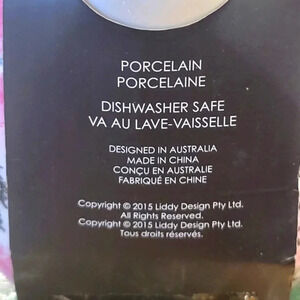 PORCELAIN
PORCELAINE
DISHWASHER SAFE
VA AU LAVE-VAISSELLE
DESIGNED IN AUSTRALIA
MADE IN CHINA
CONÇU EN AUSTRALIE
FABRIQUÉ EN CHINE
Copyright © 2015 Liddy Design Pty Ltd.
All Rights Reserved.
Copyright © 2015 Liddy Design Pty Ltd.
Tous droits réservés.